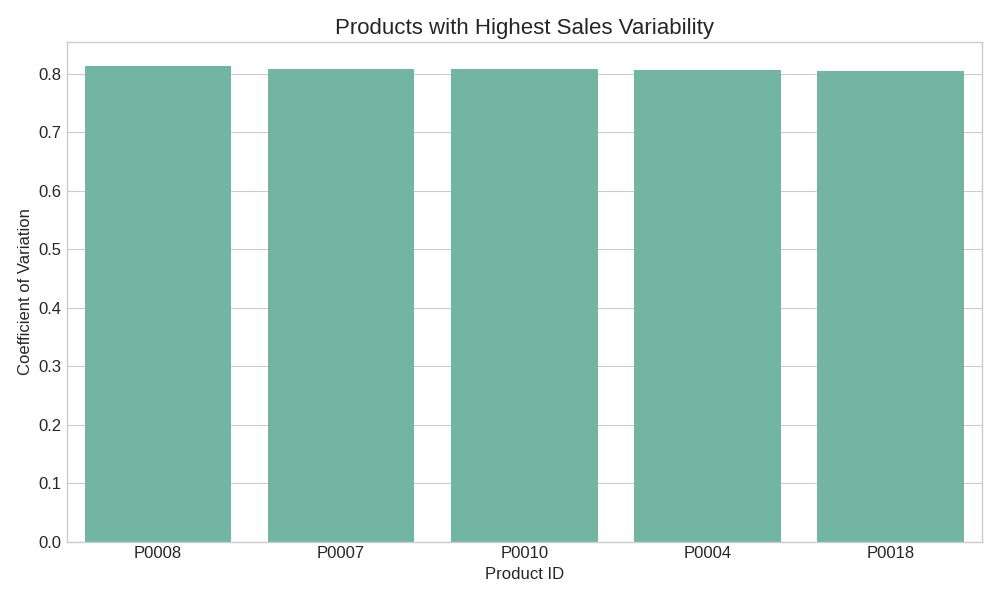 Products with Highest Sales Variability
Coefficient of Variation
0.8
0.7
0.6
0.5
0.4
0.3
0.2
0.1
0.0
P0008 P0007 P0010 P0004 P0018
Product ID